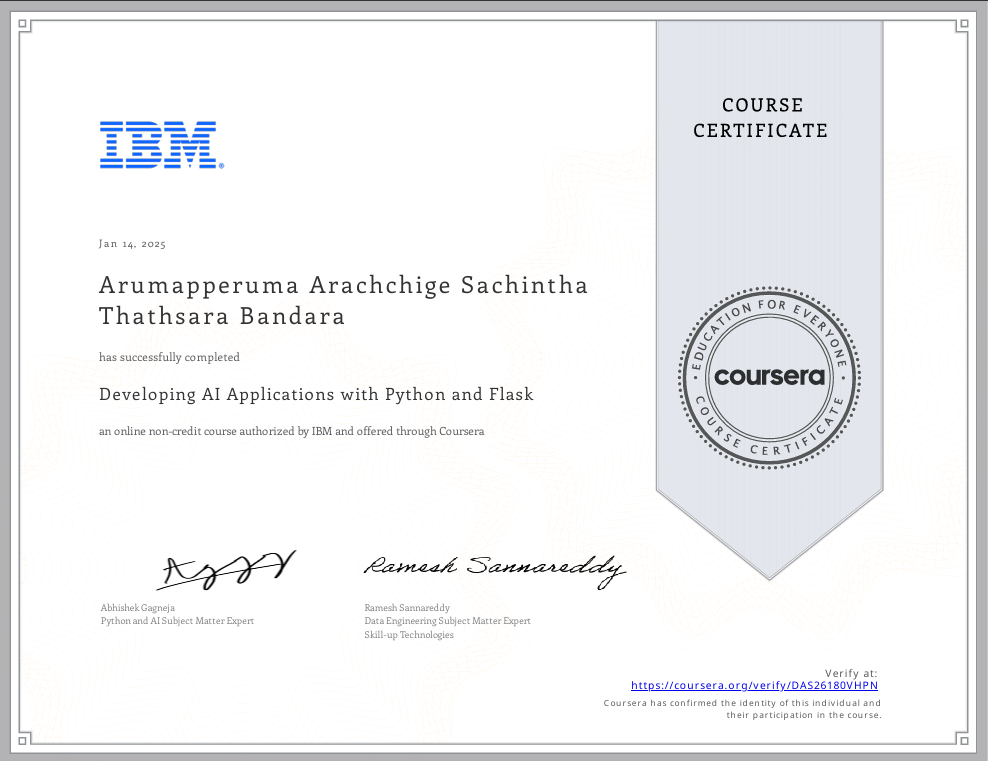 COURSE
CERTIFICATE
IBM®
Jan 14, 2025
Arumapperuma Arachchige Sachintha
Thathsara Bandara
has successfully completed
Developing AI Applications with Python and Flask
an online non-credit course authorized by IBM and offered through Coursera
EDUCATION FOR EVERYONE
coursera
COURSE CERTIFICATE
Ramesh Sannareddy
Abhishek Gagneja
Python and AI Subject Matter Expert
Ramesh Sannareddy
Data Engineering Subject Matter Expert
Skill-up Technologies
Verify at:
https://coursera.org/verify/DAS26180VHPN
Coursera has confirmed the identity of this individual and
their participation in the course.